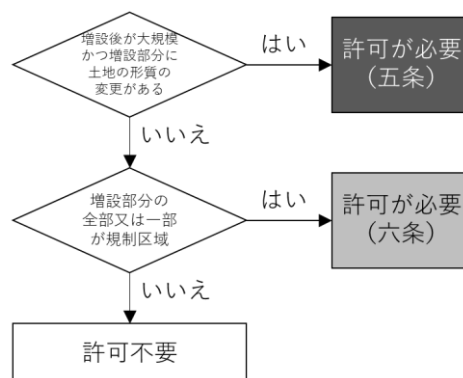 増設後が大規模
かつ増設部分に
土地の形質の
変更がある
はい
許可が必要
(五条)
いいえ
増設部分の
全部又は一部
が規制区域
はい
許可が必要
(六条)
いいえ
許可不要